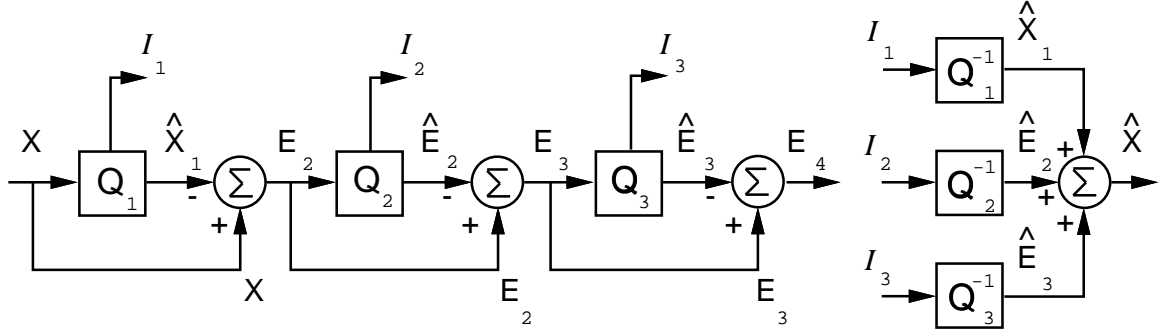 I₁ I₂ I₃
X Q₁ X̂₁ - + Σ E₂ Q₂ Ê₂ - + Σ E₃ Q₃ Ê₃ - + Σ E₄
X E₂ E₃
I₁ Q₁⁻¹ X̂₁
I₂ Q₂⁻¹ Ê₂ + + + Σ X̂
I₃ Q₃⁻¹ Ê₃